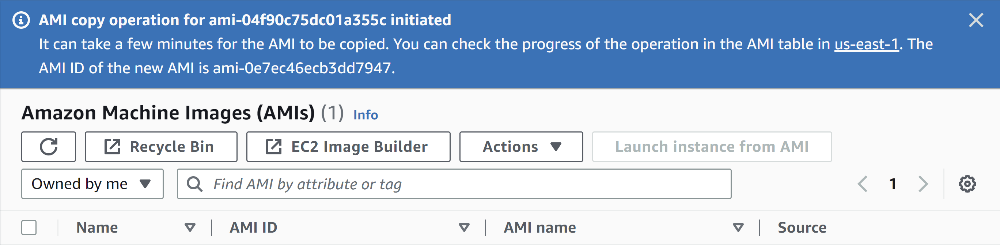 AMI copy operation for ami-04f90c75dc01a355c initiated
It can take a few minutes for the AMI to be copied. You can check the progress of the operation in the AMI table in us-east-1. The
AMI ID of the new AMI is ami-0e7ec46ecb3dd7947.
Amazon Machine Images (AMIs) (1) Info
Recycle Bin EC2 Image Builder Actions Launch instance from AMI
Owned by me Find AMI by attribute or tag 1
Name AMI ID AMI name Source